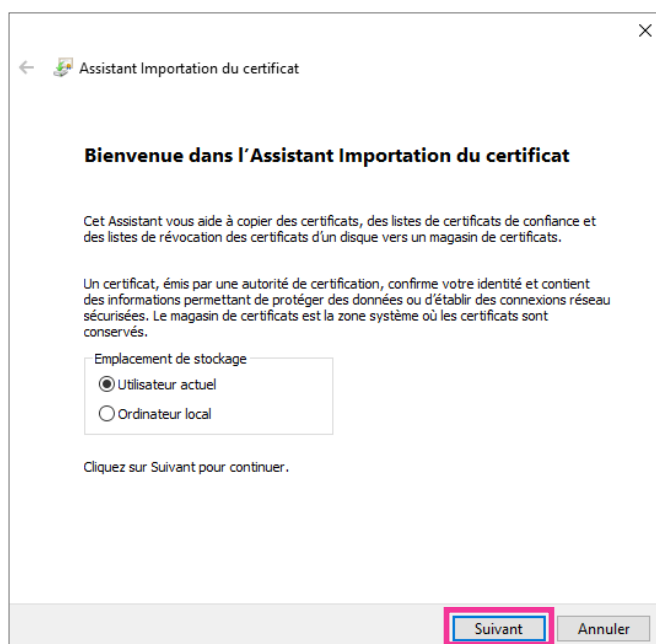 Assistant Importation du certificat
Bienvenue dans l’Assistant Importation du certificat
Cet Assistant vous aide à copier des certificats, des listes de certificats de confiance et
des listes de révocation des certificats d’un disque vers un magasin de certificats.
Un certificat, émis par une autorité de certification, confirme votre identité et contient
des informations permettant de protéger des données ou d’établir des connexions réseau
sécurisées. Le magasin de certificats est la zone système où les certificats sont
conservés.
Emplacement de stockage
Utilisateur actuel
Ordinateur local
Cliquez sur Suivant pour continuer.
Suivant
Annuler